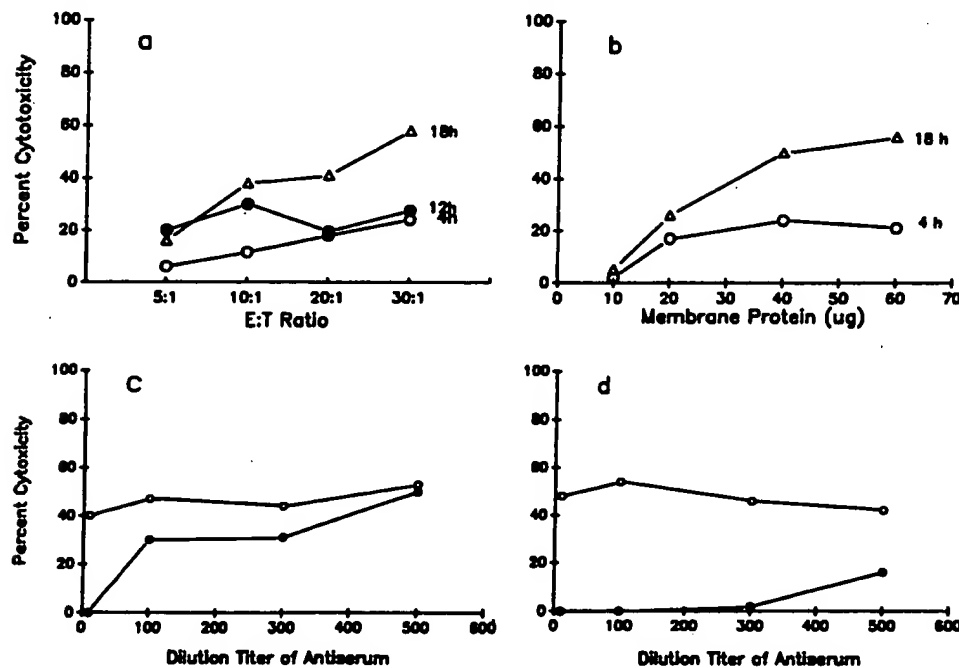 100
80
60
40
20
0
Percent Cytotoxicity
a
18h
12h
4h
5:1 10:1 20:1 30:1
E:T Ratio
100
80
60
40
20
0
b
18 h
4 h
0 10 20 30 40 50 60 70
Membrane Protein (ug)
100
80
60
40
20
0
Percent Cytoxicity
C
0 100 200 300 400 500 600
Dilution Titer of Antiserum
100
80
60
40
20
0
d
0 100 200 300 400 500 600
Dilution Titer of Antiserum